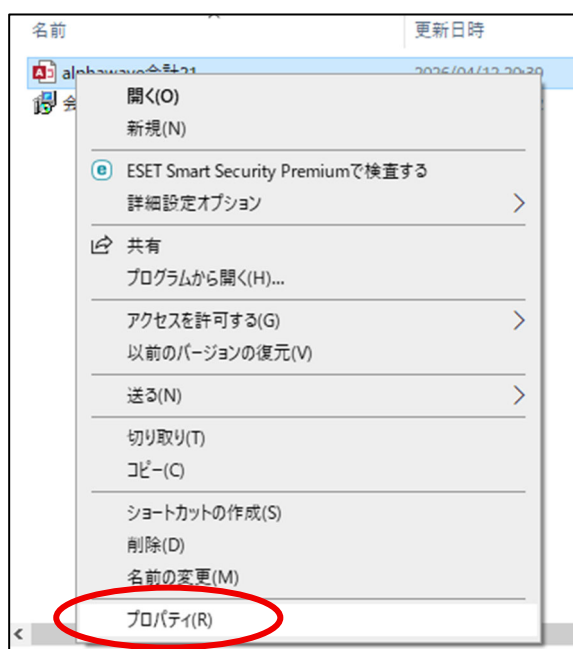 名前
更新日時
開く(O)
新規(N)
ESET Smart Security Premiumで検査する
詳細設定オプション
共有
プログラムから開く(H)...
アクセスを許可する(G)
以前のバージョンの復元(V)
送る(N)
切り取り(T)
コピー(C)
ショートカットの作成(S)
削除(D)
名前の変更(M)
プロパティ(R)